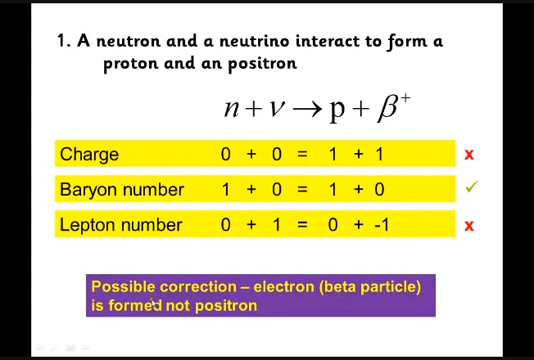 1. A neutron and a neutrino interact to form a
proton and an positron
n + ν → p + β⁺
Charge 0 + 0 = 1 + 1 x
Baryon number 1 + 0 = 1 + 0 ✓
Lepton number 0 + 1 = 0 + -1 x
Possible correction – electron (beta particle)
is formed not positron